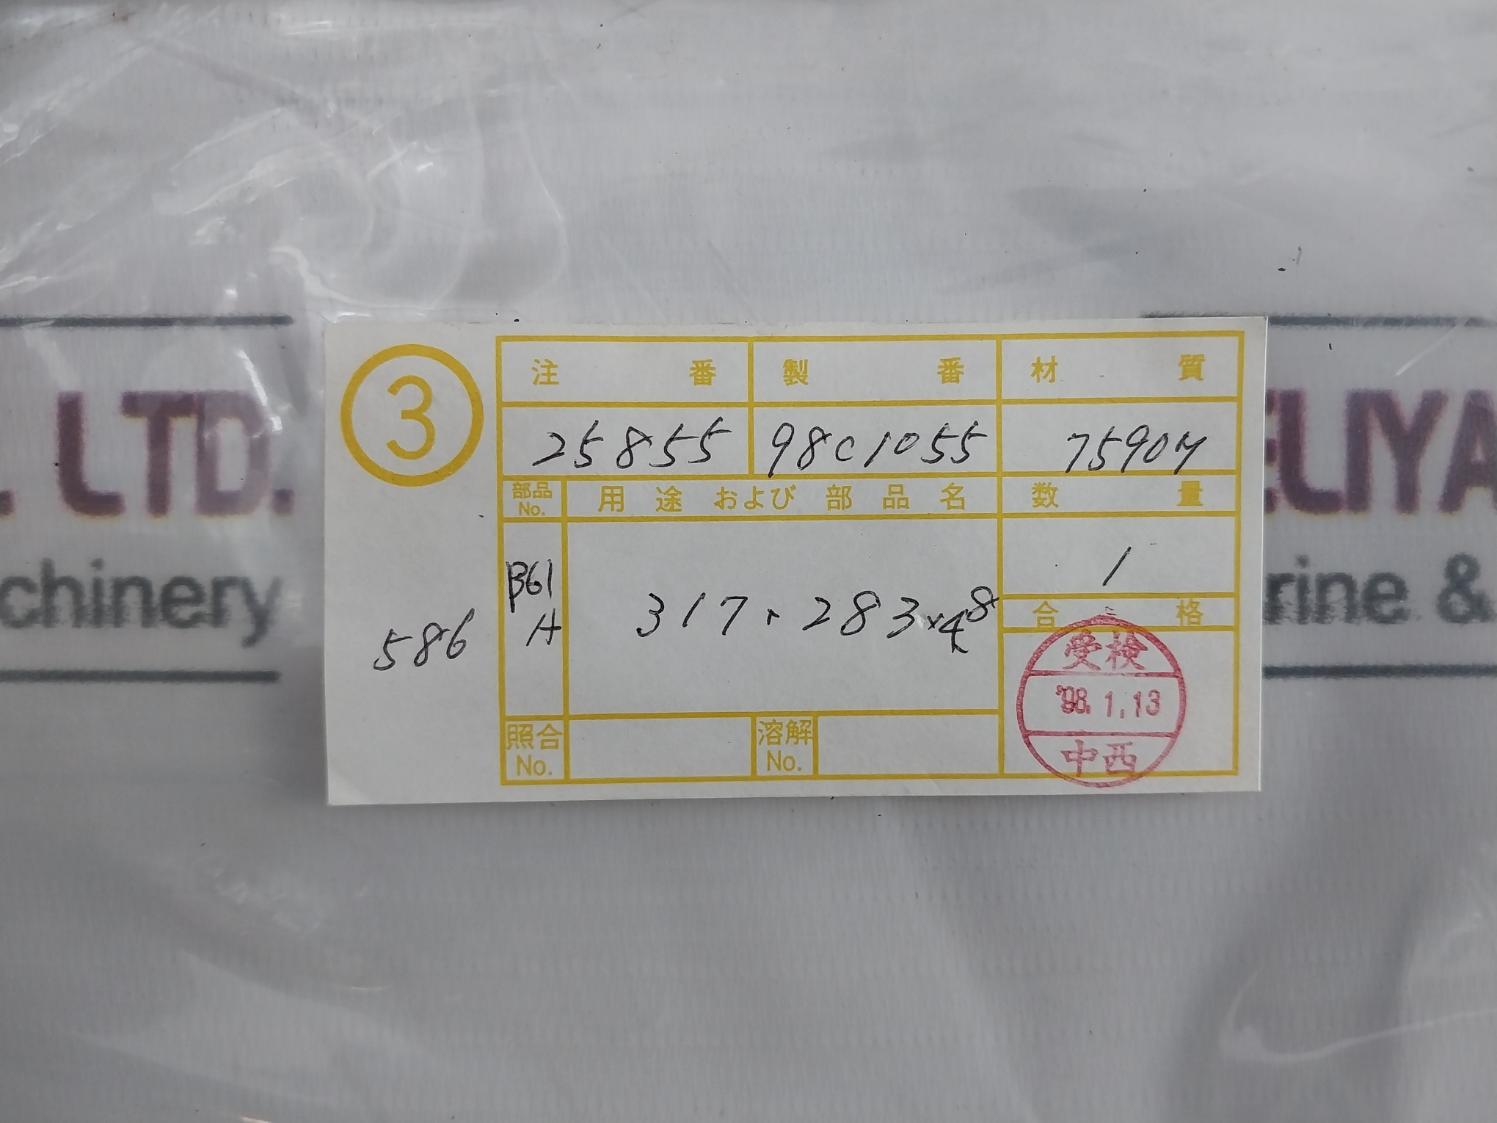 . LTD.
chinery
ELIYA
rine &
③
注 番 製 番 材 質
25855 98C1055 7590M
部品No. 用途および部品名 数 量
B61A 317×283×48 1
586
合 格
受検
'98.1.13
中西
照合No. 溶解No.